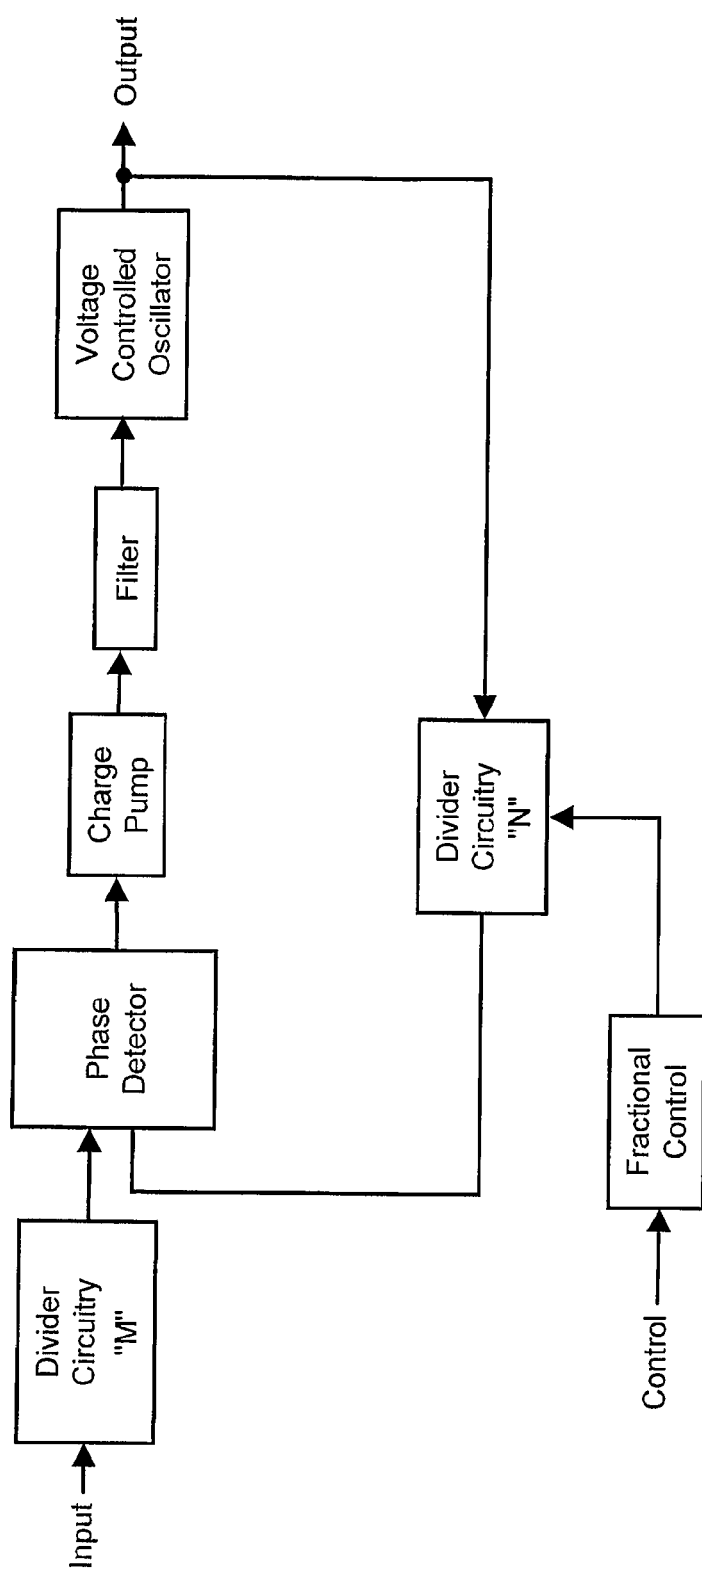 Input
Divider
Circuitry
"M"
Phase
Detector
Charge
Pump
Filter
Voltage
Controlled
Oscillator
Output
Divider
Circuitry
"N"
Control
Fractional
Control